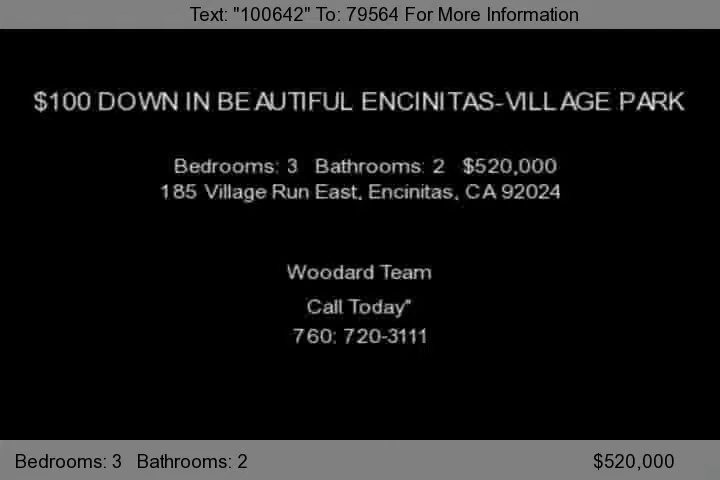 Text: "100642" To: 79564 For More Information
$100 DOWN IN BEAUTIFUL ENCINITAS-VILLAGE PARK
Bedrooms: 3 Bathrooms: 2 $520,000
185 Village Run East, Encinitas, CA 92024
Woodard Team
Call Today"
760: 720-3111
Bedrooms: 3 Bathrooms: 2 $520,000